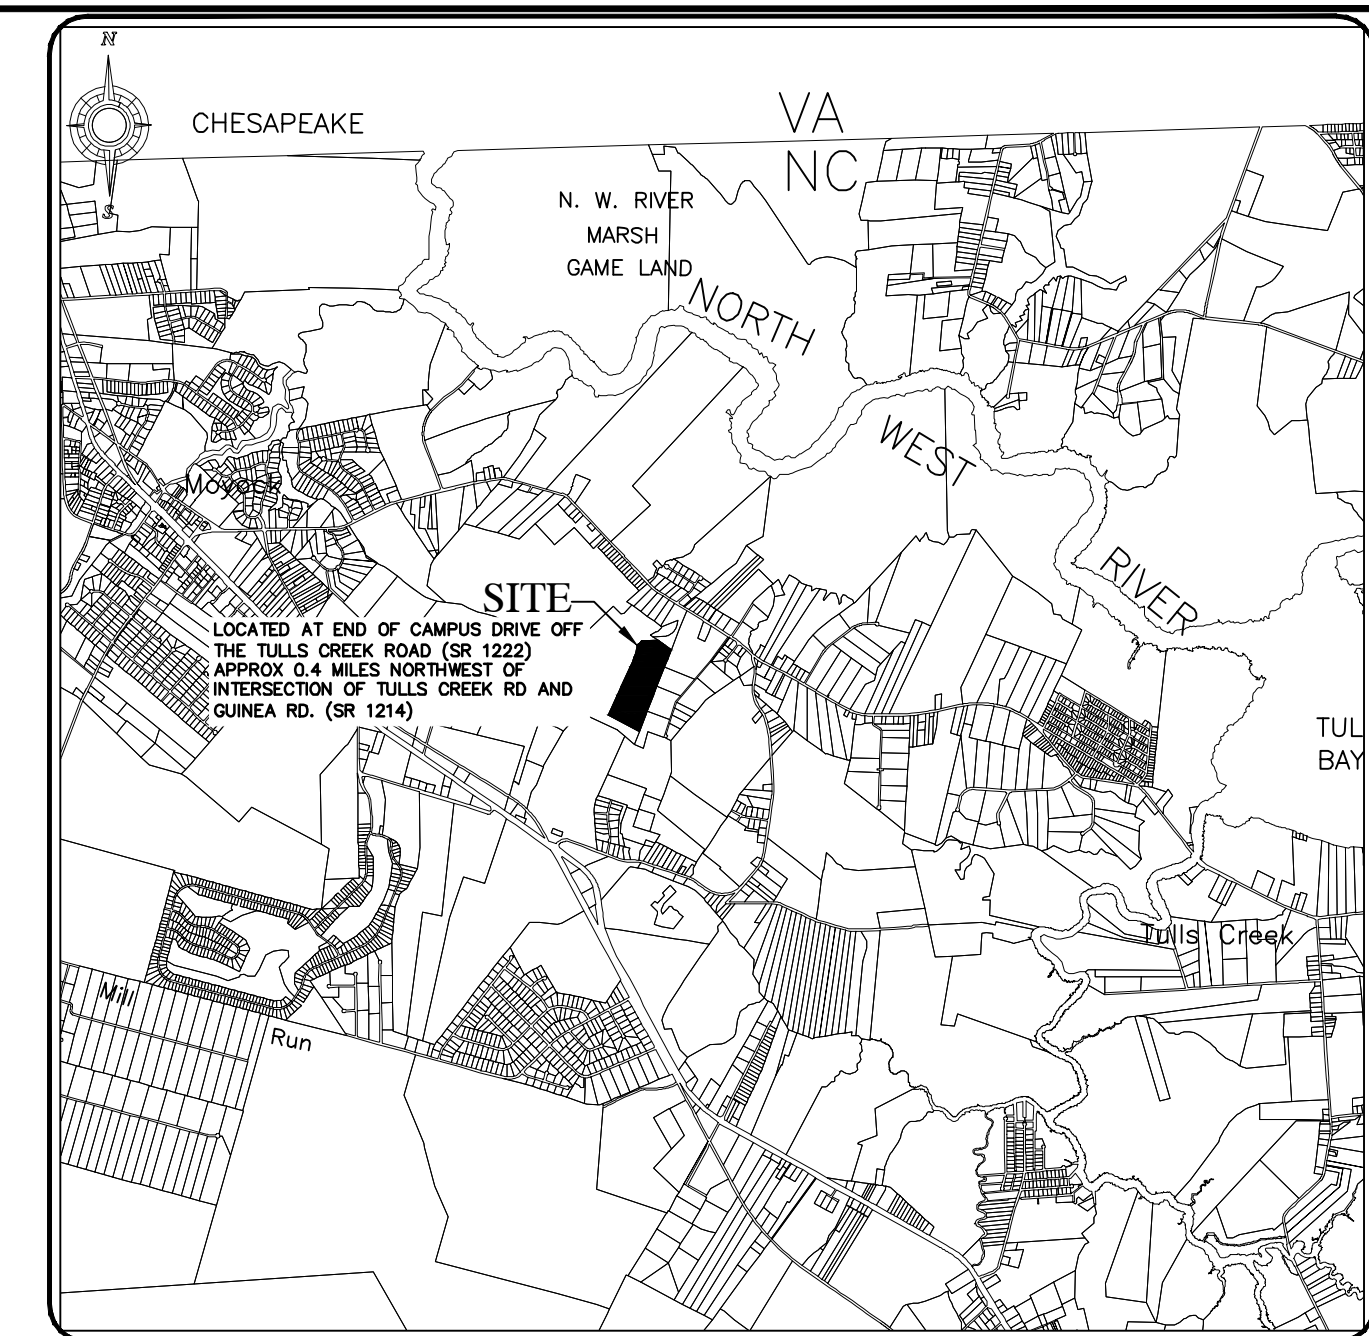 N
CHESAPEAKE
VA
NC
S
N. W. RIVER
MARSH
GAME LAND
NORTH
WEST
RIVER
Moyock
SITE
LOCATED AT END OF CAMPUS DRIVE OFF
THE TULLS CREEK ROAD (SR 1222)
APPROX 0.4 MILES NORTHWEST OF
INTERSECTION OF TULLS CREEK RD AND
GUINEA RD. (SR 1214)
TUL
BAY
Tulls Creek
Mill
Run